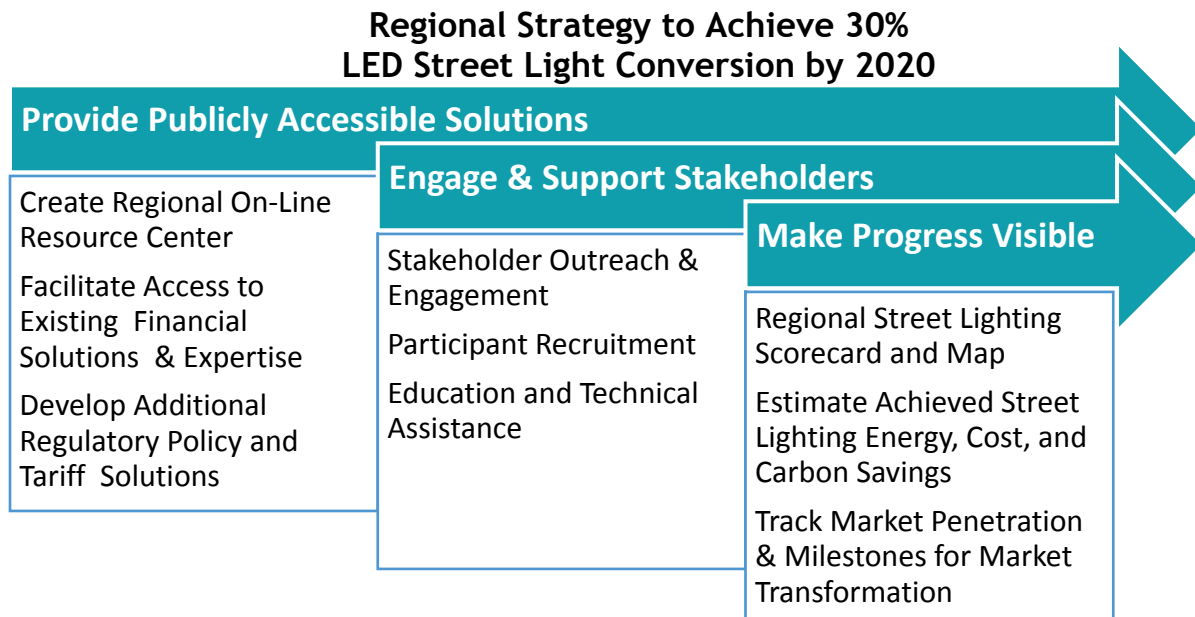 Regional Strategy to Achieve 30%
LED Street Light Conversion by 2020
Provide Publicly Accessible Solutions
Create Regional On-Line
Resource Center
Facilitate Access to
Existing Financial
Solutions & Expertise
Develop Additional
Regulatory Policy and
Tariff Solutions
Engage & Support Stakeholders
Stakeholder Outreach &
Engagement
Participant Recruitment
Education and Technical
Assistance
Make Progress Visible
Regional Street Lighting
Scorecard and Map
Estimate Achieved Street
Lighting Energy, Cost, and
Carbon Savings
Track Market Penetration
& Milestones for Market
Transformation